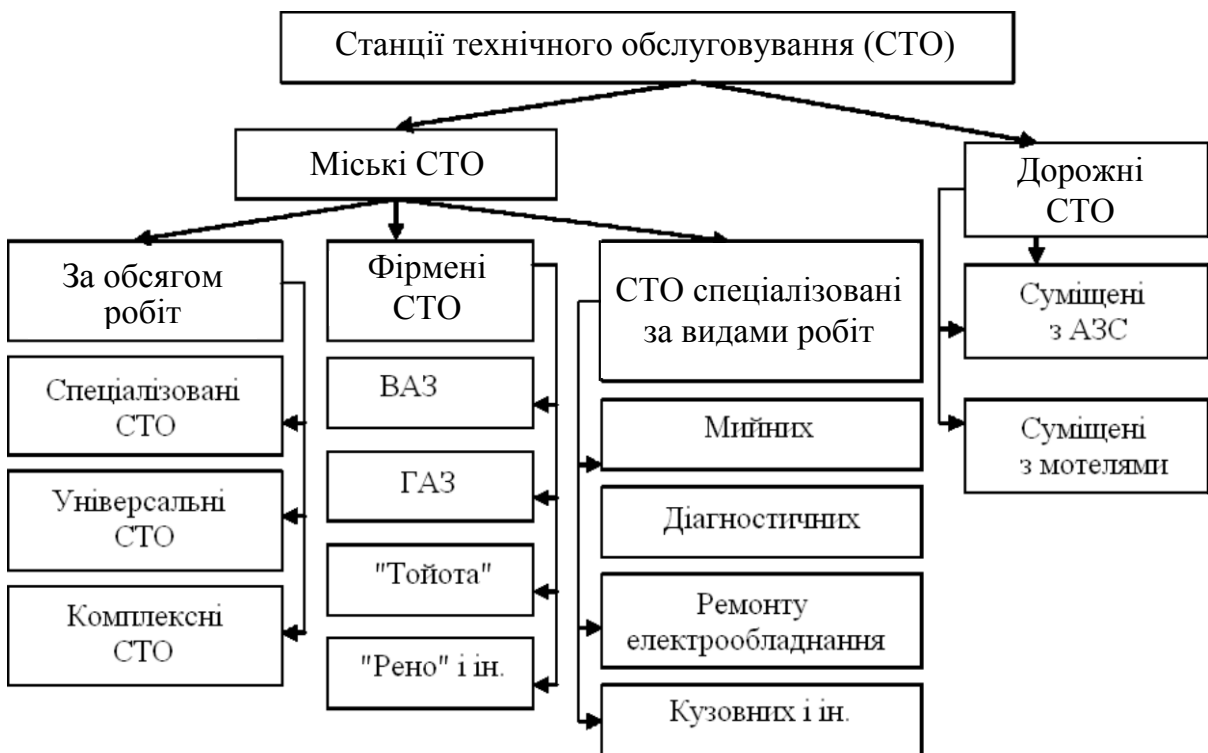 Станції технічного обслуговування (СТО)
Міські СТО
Дорожні
СТО
За обсягом
робіт
Фірмені
СТО
СТО спеціалізовані
за видами робіт
Суміщені
з АЗС
Спеціалізовані
СТО
ВАЗ
Мийних
Суміщені
з мотелями
Універсальні
СТО
ГАЗ
Діагностичних
Комплексні
СТО
"Тойота"
Ремонту
електрообладнання
"Рено" і ін.
Кузовних і ін.